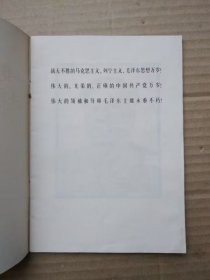 战无不胜的马克思主义、列宁主义、毛泽东思想万岁!
伟大的、光荣的、正确的中国共产党万岁!
伟大的领袖和导师毛泽东主席永垂不朽!